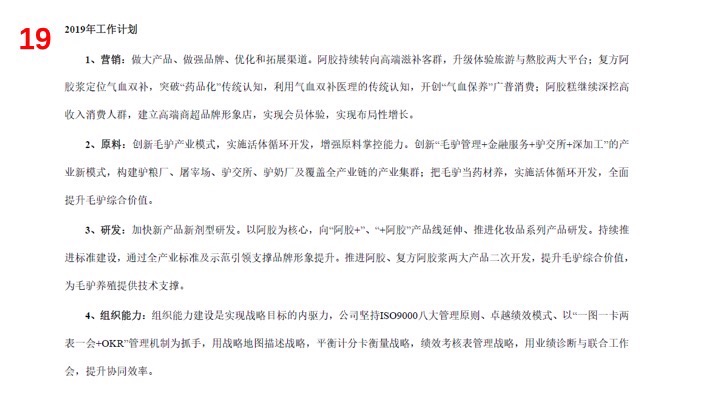 19
2019年工作计划
1、营销：做大产品、做强品牌、优化和拓展渠道。阿胶持续转向高端滋补客群，升级体验旅游与熬胶两大平台；复方阿
胶浆定位气血双补，突破“药品化”传统认知，利用气血双补医理的传统认知，开创“气血保养”广普消费；阿胶糕继续深挖高
收入消费人群，建立高端商超品牌形象店，实现会员体验，实现布局性增长。
2、原料：创新毛驴产业模式，实施活体循环开发，增强原料掌控能力。创新“毛驴管理+金融服务+驴交所+深加工”的产
业新模式，构建驴粮厂、屠宰场、驴交所、驴奶厂及覆盖全产业链的产业集群；把毛驴当药材养，实施活体循环开发，全面
提升毛驴综合价值。
3、研发：加快新产品新剂型研发。以阿胶为核心，向“阿胶+”、“+阿胶”产品线延伸、推进化妆品系列产品研发。持续推
进标准建设，通过全产业标准及示范引领支撑品牌形象提升。推进阿胶、复方阿胶浆两大产品二次开发，提升毛驴综合价值，
为毛驴养殖提供技术支撑。
4、组织能力：组织能力建设是实现战略目标的内驱力，公司坚持ISO9000八大管理原则、卓越绩效模式、以“一图一卡两
表一会+OKR”管理机制为抓手，用战略地图描述战略，平衡计分卡衡量战略，绩效考核表管理战略，用业绩诊断与联合工作
会，提升协同效率。